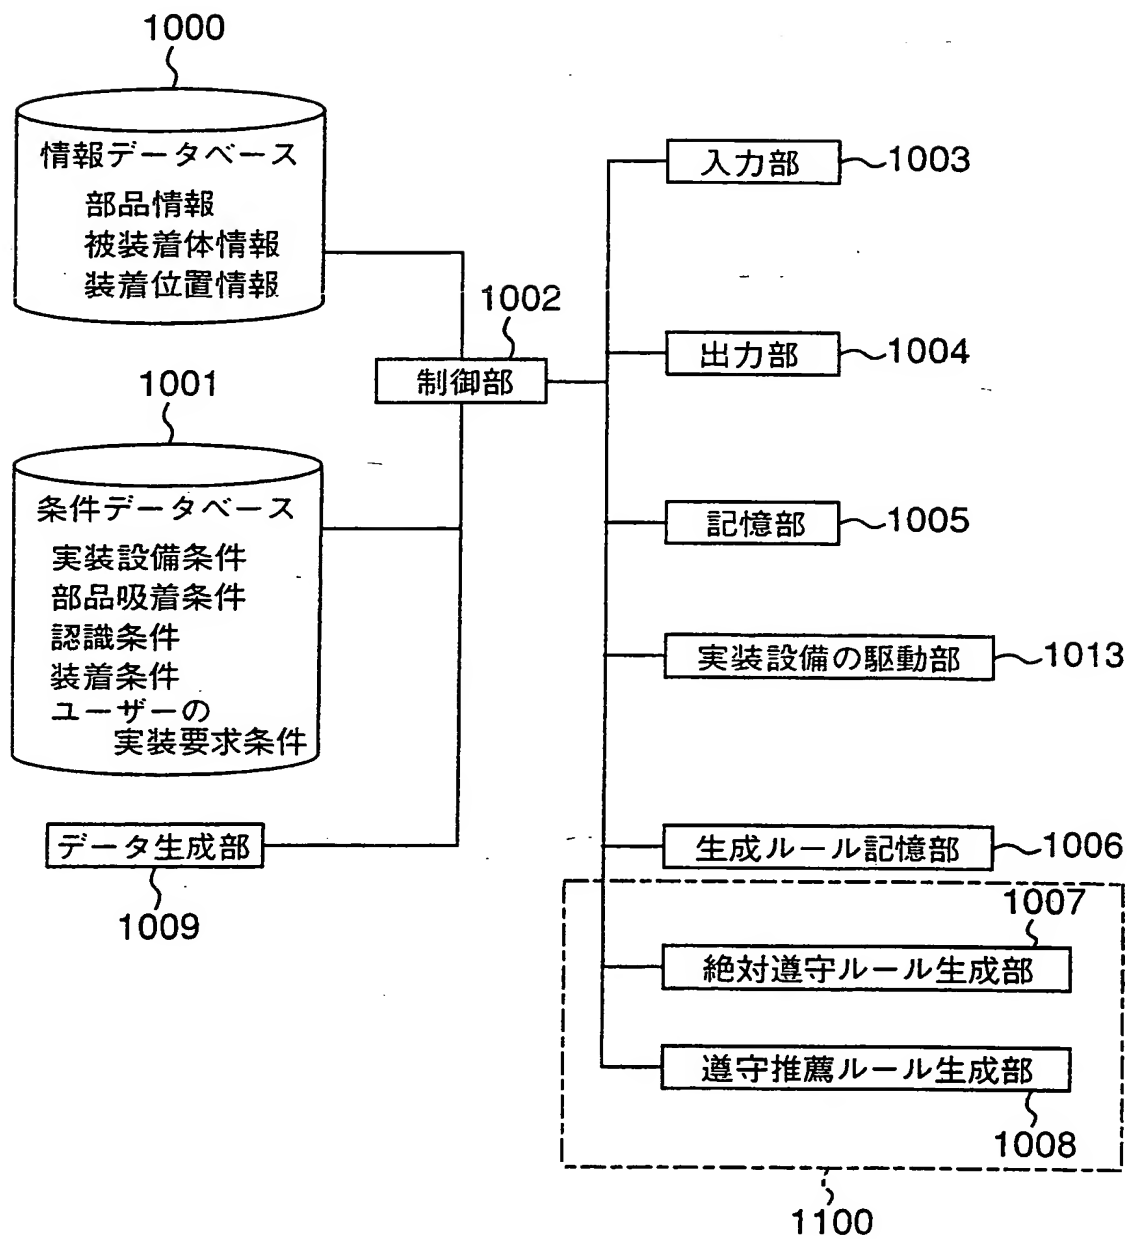 1000
情報データベース
部品情報
被装着体情報
装着位置情報
1001
条件データベース
実装設備条件
部品吸着条件
認識条件
装着条件
ユーザーの
実装要求条件
データ生成部
1009
1002
制御部
入力部
1003
出力部
1004
記憶部
1005
実装設備の駆動部
1013
生成ルール記憶部
1006
1007
絶対遵守ルール生成部
遵守推薦ルール生成部
1008
1100